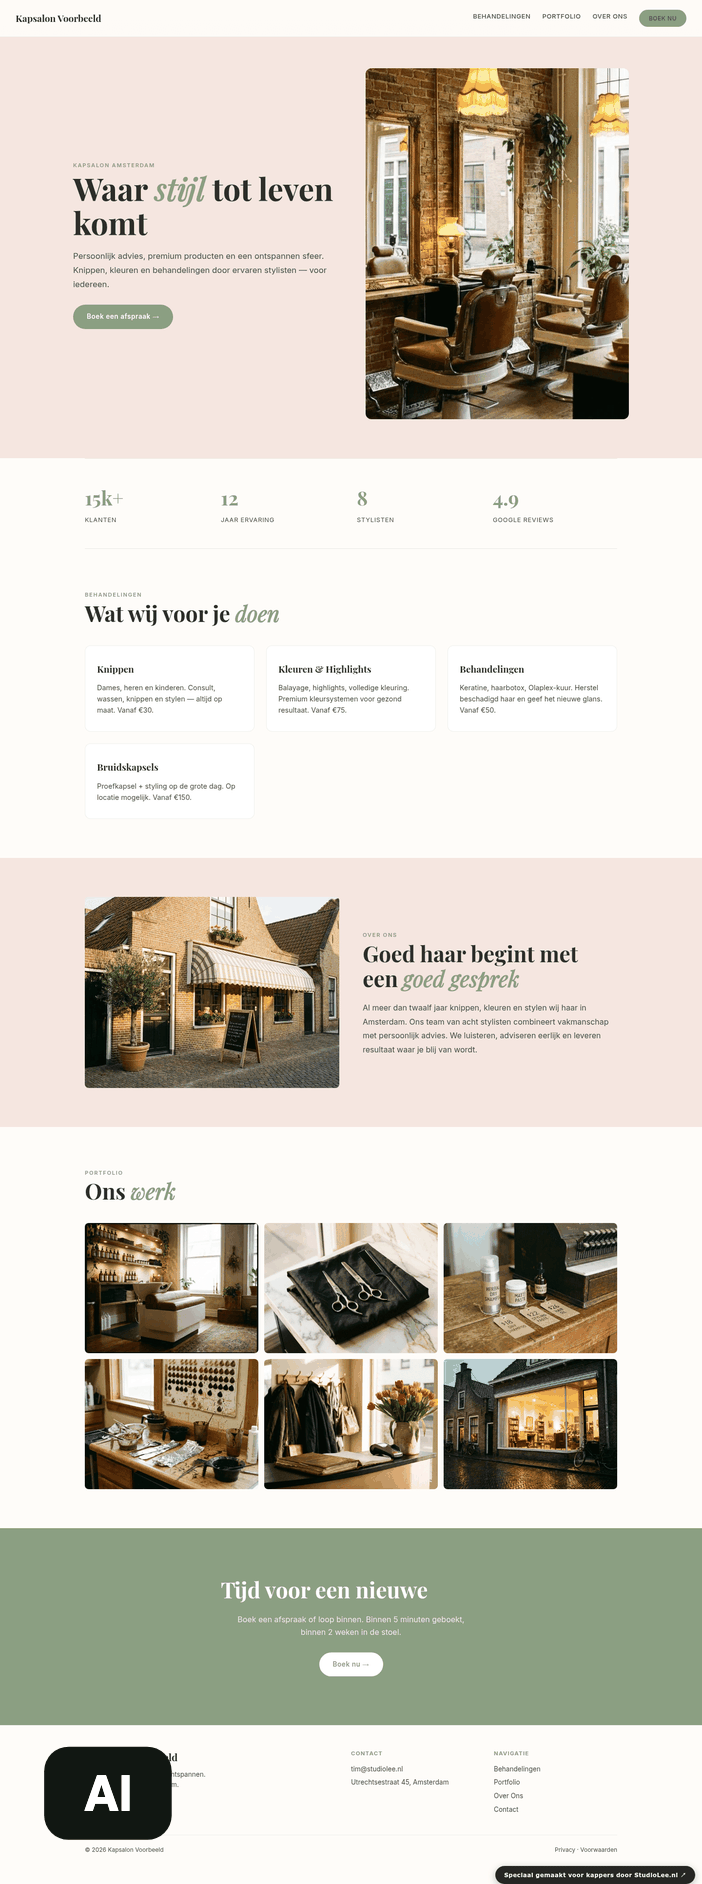 Kapsalon Voorbeeld
BEHANDELINGEN
PORTFOLIO
OVER ONS
BOEK NU
KAPSALON AMSTERDAM
Waar stijl tot leven
komt
Persoonlijk advies, premium producten en een ontspannen sfeer.
Knippen, kleuren en behandelingen door ervaren stylisten — voor
iedereen.
Boek een afspraak →
15k+
KLANTEN
12
JAAR ERVARING
8
STYLISTEN
4.9
GOOGLE REVIEWS
BEHANDELINGEN
Wat wij voor je doen
Knippen
Dames, heren en kinderen. Consult,
wassen, knippen en stylen — altijd op
maat. Vanaf €30.
Kleuren & Highlights
Balayage, highlights, volledige kleuring.
Premium kleursystemen voor gezond
resultaat. Vanaf €75.
Behandelingen
Keratine, haarbotox, Olaplex-kuur. Herstel
beschadigd haar en geef het nieuwe glans.
Vanaf €50.
Bruidskapsels
Proefkapsel + styling op de grote dag. Op
locatie mogelijk. Vanaf €150.
OVER ONS
Goed haar begint met
een goed gesprek
Al meer dan twaalf jaar knippen, kleuren en stylen wij haar in
Amsterdam. Ons team van acht stylisten combineert vakmanschap
met persoonlijk advies. We luisteren, adviseren eerlijk en leveren
resultaat waar je blij van wordt.
PORTFOLIO
Ons werk
Tijd voor een nieuwe
Boek een afspraak of loop binnen. Binnen 5 minuten geboekt,
binnen 2 weken in de stoel.
Boek nu →
AI
CONTACT
tim@studiolee.nl
Utrechtsestraat 45, Amsterdam
NAVIGATIE
Behandelingen
Portfolio
Over Ons
Contact
© 2026 Kapsalon Voorbeeld
Privacy · Voorwaarden
Speciaal gemaakt voor kappers door StudioLee.nl ↗